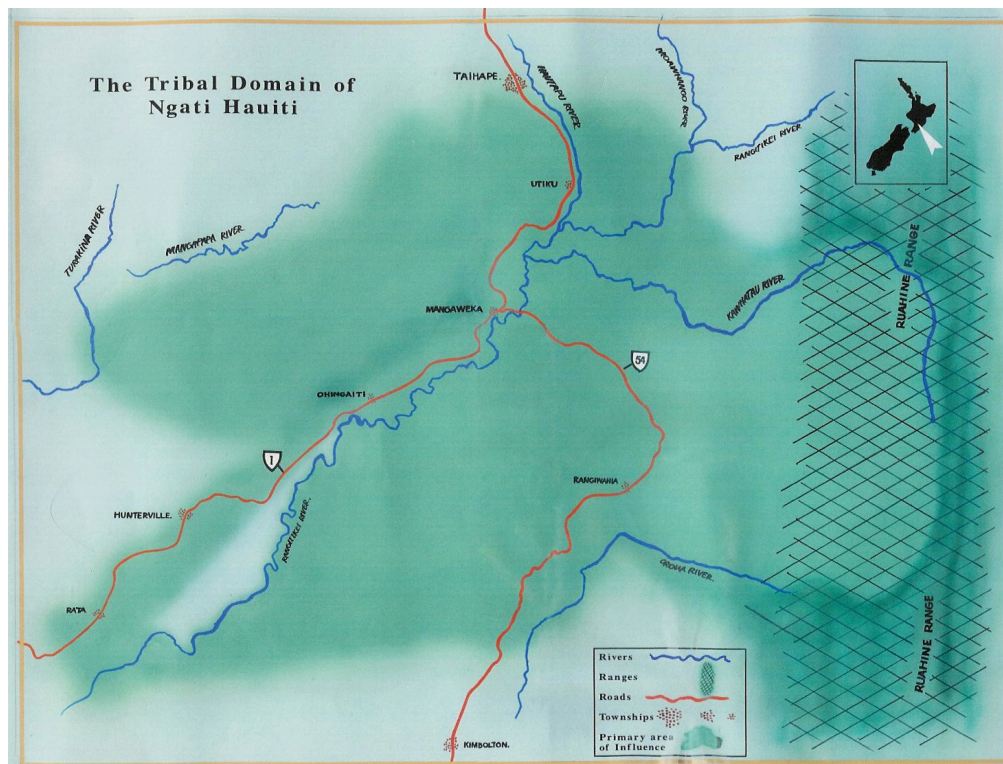 The Tribal Domain of
Ngati Hauiti
TAIHAPE.
HAUTAPU RIVER
MOAWHANGO RIVER
RANGITIKEI RIVER
UTIKU
TURAKINA RIVER
MANGAPAPA RIVER.
KAWHATAU RIVER
RUAHINE RANGE
MANGAWEKA
54
OHINGAITI
1
RANGIWAHIA
HUNTERVILLE.
RANGITIKEI RIVER.
OROUA RIVER.
RATA
RUAHINE RANGE
KIMBOLTON.
Rivers
Ranges
Roads
Townships
Primary area
of Influence